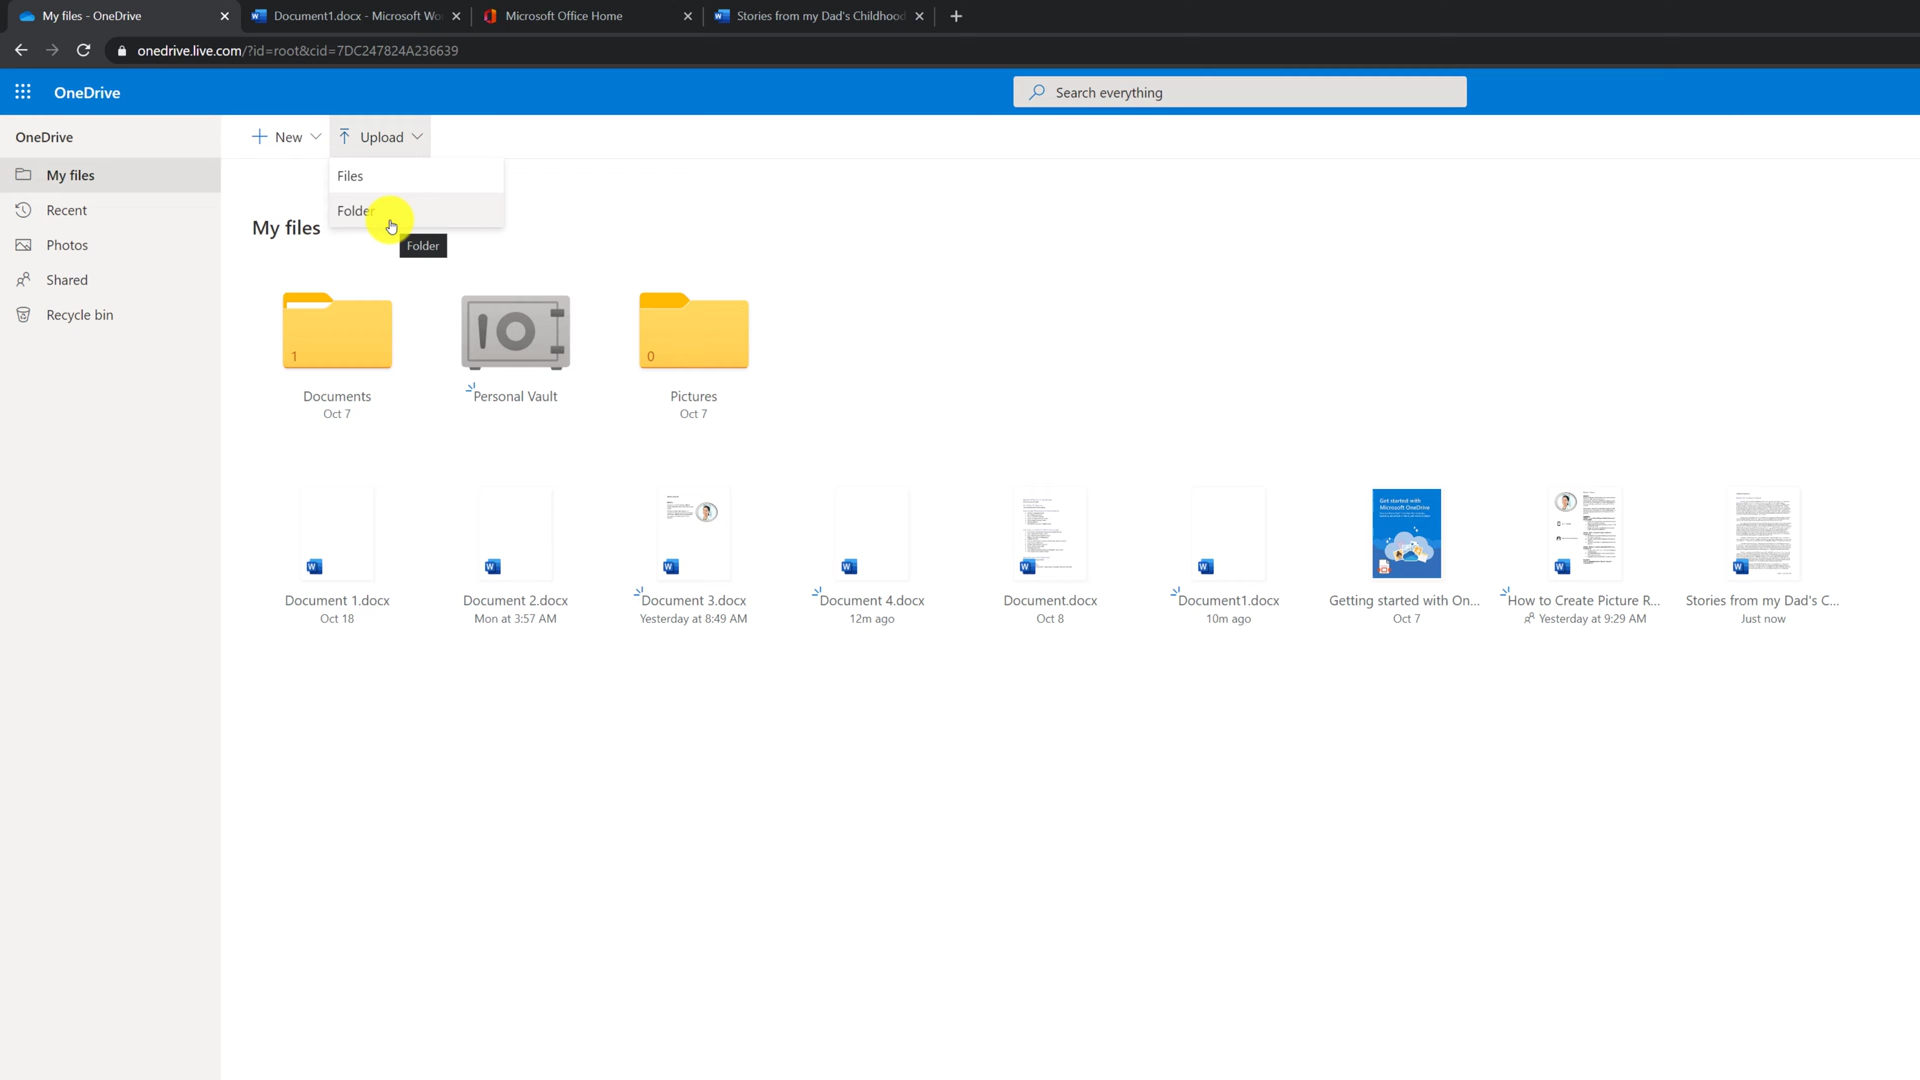 My files - OneDrive
Document1.docx - Microsoft Wo
Microsoft Office Home
Stories from my Dad's Childhood
onedrive.live.com/?id=root&cid=7DC247824A236639
OneDrive
Search everything
OneDrive
New
Upload
My files
Files
Recent
Folder
My files
Folder
Photos
Shared
Recycle bin
1
0
Documents
Personal Vault
Pictures
Oct 7
Oct 7
Get started with
Microsoft OneDrive
W
W
W
W
W
W
W
W
Document 1.docx
Document 2.docx
Document 3.docx
Document 4.docx
Document.docx
Document1.docx
Getting started with On...
How to Create Picture R...
Stories from my Dad's C...
Oct 18
Mon at 3:57 AM
Yesterday at 8:49 AM
12m ago
Oct 8
10m ago
Oct 7
Yesterday at 9:29 AM
Just now